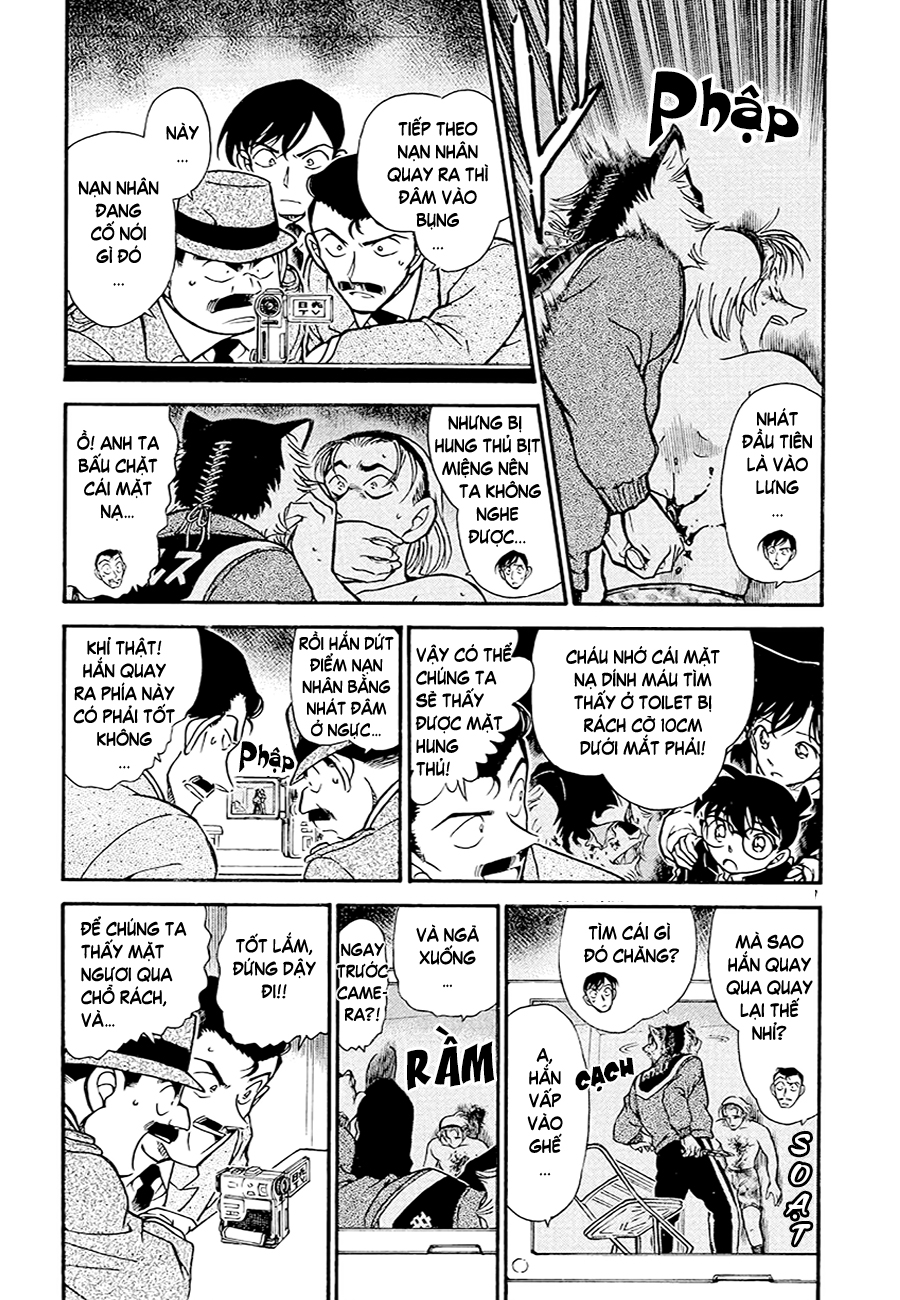 Phập
NHÁT
ĐẦU TIÊN
LÀ VÀO
LƯNG
...
TIẾP THEO
NẠN NHÂN
QUAY RA THÌ
ĐÂM VÀO
BỤNG
...
NÀY
...
NẠN NHÂN
ĐANG
CỐ NÓI
GÌ ĐÓ
...
NHƯNG BỊ
HUNG THỦ BỊT
MIỆNG NÊN
TA KHÔNG
NGHE
ĐƯỢC...
Ồ! ANH TA
BẤU CHẶT
CÁI MẶT
NẠ...
CHÁU NHỚ CÁI MẶT
NẠ DÍNH MÁU TÌM
THẤY Ở TOILET BỊ
RÁCH CỠ 10CM
DƯỚI MẮT PHẢI!
VẬY CÓ THỂ
CHÚNG TA
SẼ THẤY
ĐƯỢC MẶT
HUNG
THỦ!
RỒI HẮN DỨT
ĐIỂM NẠN
NHÂN BẰNG
NHÁT ĐÂM
Ở NGỰC...
Phập
KHỈ THẬT!
HẮN QUAY
RA PHÍA NÀY
CÓ PHẢI TỐT
KHÔNG
...
MÀ SAO
HẮN QUAY
QUA QUAY
LẠI THẾ
NHỈ?
SOẠT
TÌM CÁI GÌ
ĐÓ CHĂNG?
CẠCH
A,
HẮN
VẤP
VÀO
GHẾ
...
VÀ NGÃ
XUỐNG
...
RẦM
NGAY
TRƯỚC
CAME-
RA?!
TỐT LẮM,
ĐỨNG DẬY
ĐI!!
ĐỂ CHÚNG TA
THẤY MẶT
NGƯƠI QUA
CHỖ RÁCH,
VÀ...